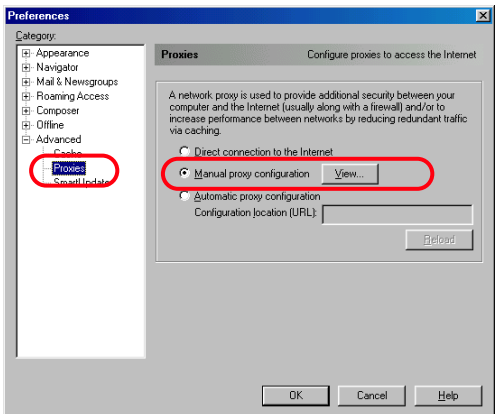 Preferences
Category:
Appearance
Navigator
Mail & Newsgroups
Roaming Access
Composer
Offline
Advanced
Cache
Proxies
SmartUpdate
Proxies Configure proxies to access the Internet
A network proxy is used to provide additional security between your
computer and the Internet (usually along with a firewall) and/or to
increase performance between networks by reducing redundant traffic
via caching.
Direct connection to the Internet
Manual proxy configuration View...
Automatic proxy configuration
Configuration location (URL):
Reload
OK Cancel Help